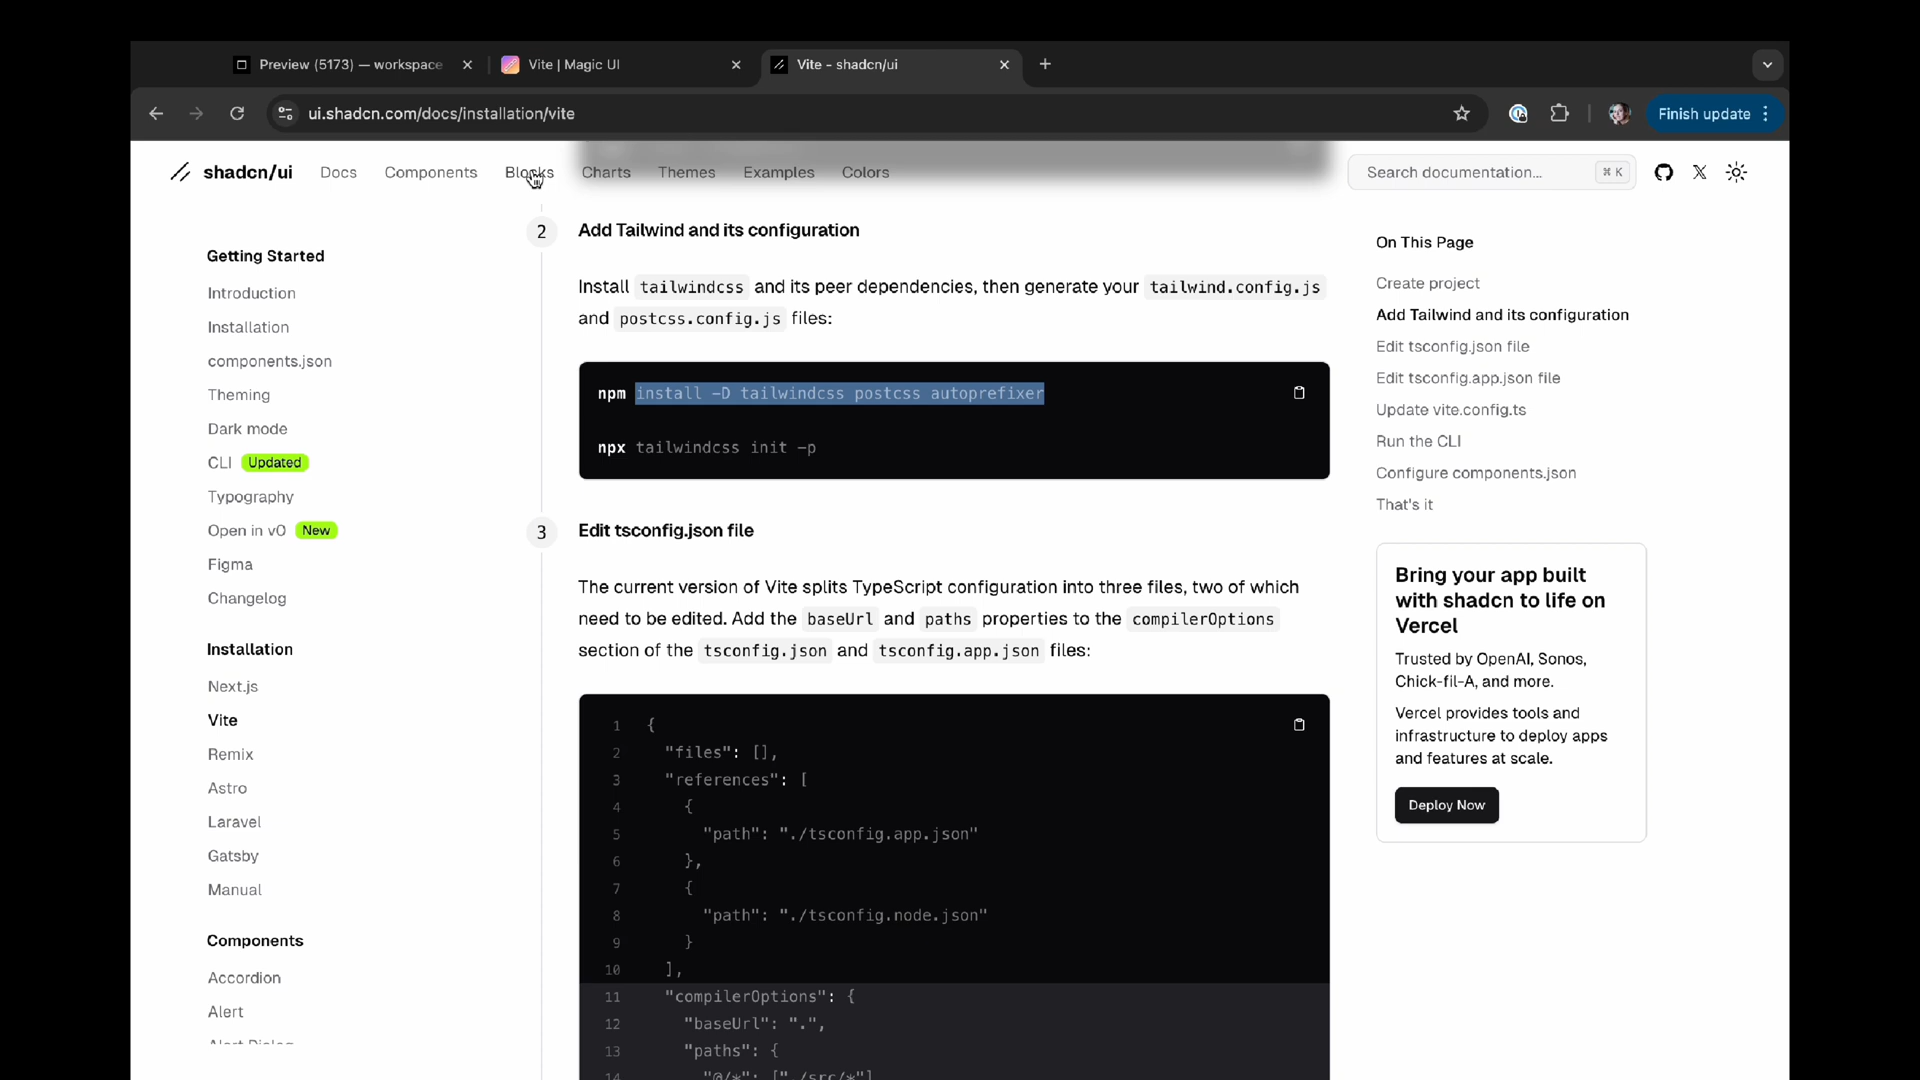 Preview (5173) — workspace
Vite | Magic UI
Vite - shadcn/ui
ui.shadcn.com/docs/installation/vite
Finish update
shadcn/ui
Docs
Components
Blocks
Charts
Themes
Examples
Colors
Search documentation...
⌘ K
Getting Started
Introduction
Installation
components.json
Theming
Dark mode
CLI Updated
Typography
Open in v0 New
Figma
Changelog
Installation
Next.js
Vite
Remix
Astro
Laravel
Gatsby
Manual
Components
Accordion
Alert
Alert Dialog
2
Add Tailwind and its configuration
Install tailwindcss and its peer dependencies, then generate your tailwind.config.js
and postcss.config.js files:
npm install -D tailwindcss postcss autoprefixer
npx tailwindcss init -p
3
Edit tsconfig.json file
The current version of Vite splits TypeScript configuration into three files, two of which
need to be edited. Add the baseUrl and paths properties to the compilerOptions
section of the tsconfig.json and tsconfig.app.json files:
1 {
2 "files": [],
3 "references": [
4 {
5 "path": "./tsconfig.app.json"
6 },
7 {
8 "path": "./tsconfig.node.json"
9 }
10 ],
11 "compilerOptions": {
12 "baseUrl": ".",
13 "paths": {
14 "@/*": ["./src/*"]
On This Page
Create project
Add Tailwind and its configuration
Edit tsconfig.json file
Edit tsconfig.app.json file
Update vite.config.ts
Run the CLI
Configure components.json
That's it
Bring your app built
with shadcn to life on
Vercel
Trusted by OpenAI, Sonos,
Chick-fil-A, and more.
Vercel provides tools and
infrastructure to deploy apps
and features at scale.
Deploy Now